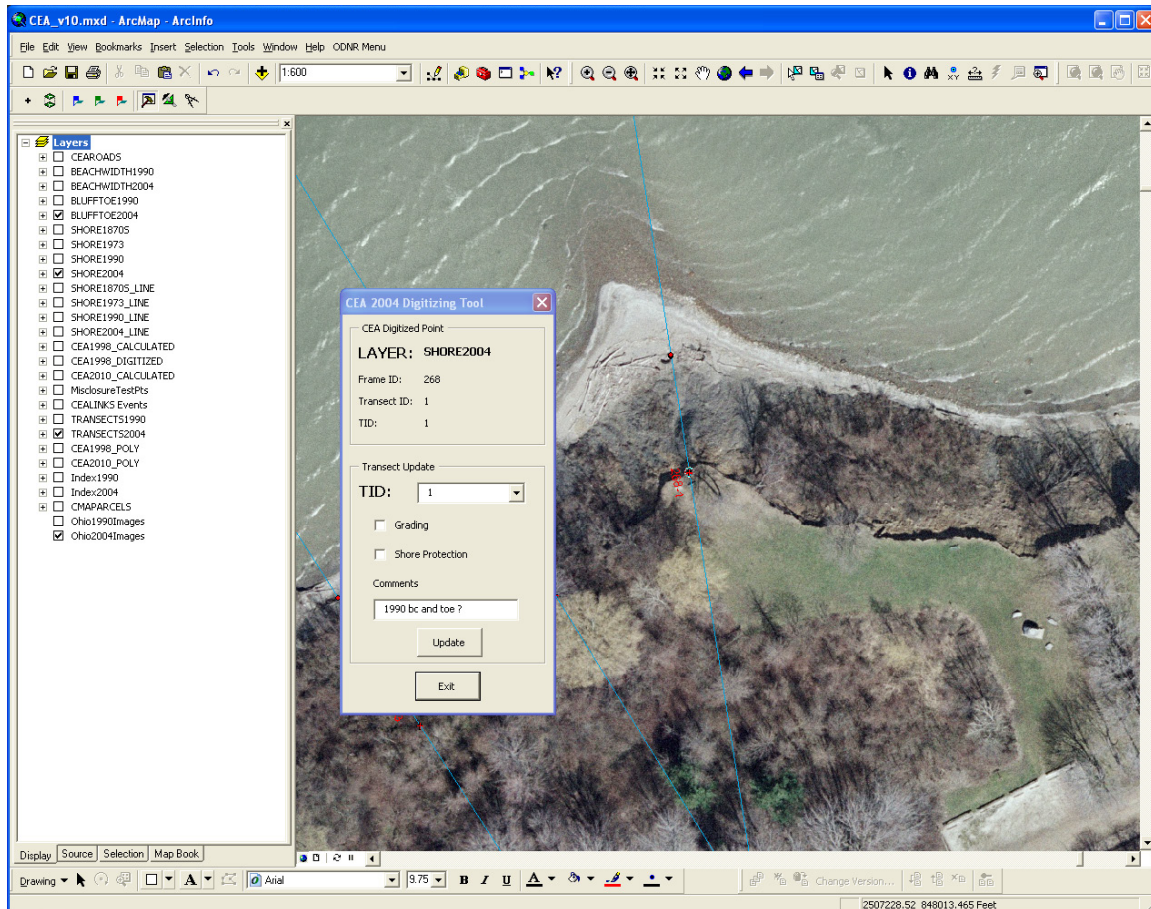 CEA_v10.mxd - ArcMap - ArcInfo
File Edit View Bookmarks Insert Selection Tools Window Help ODNR Menu
1:600
Layers
CEAROADS
BEACHWIDTH1990
BEACHWIDTH2004
BLUFFTOE1990
BLUFFTOE2004
SHORE1870S
SHORE1973
SHORE1990
SHORE2004
SHORE1870S_LINE
SHORE1973_LINE
SHORE1990_LINE
SHORE2004_LINE
CEA1998_CALCULATED
CEA1998_DIGITIZED
CEA2010_CALCULATED
MisclosureTestPts
CEALINKS Events
TRANSECTS1990
TRANSECTS2004
CEA1998_POLY
CEA2010_POLY
Index1990
Index2004
CMAPARCELS
Ohio1990Images
Ohio2004Images
CEA 2004 Digitizing Tool
CEA Digitized Point
LAYER: SHORE2004
Frame ID: 268
Transect ID: 1
TID: 1
Transect Update
TID: 1
Grading
Shore Protection
Comments
1990 bc and toe ?
Update
Exit
Display Source Selection Map Book
Drawing A Arial 9.75 B I U A Change Version...
2507228.52 848013.465 Feet